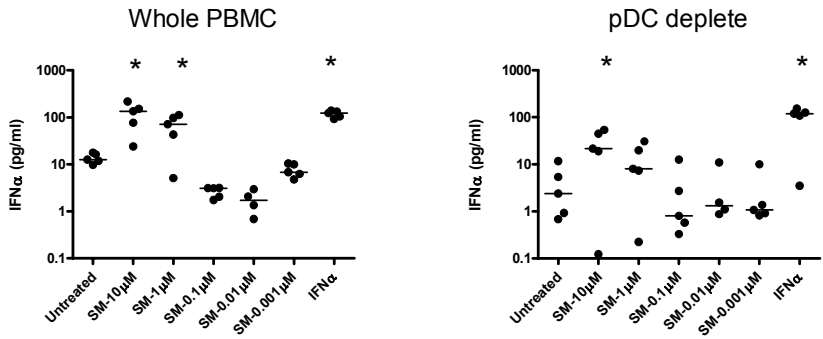 Whole PBMC
* * *
IFNα (pg/ml)
1000
100
10
1
0.1
Untreated
SM-10µM
SM-1µM
SM-0.1µM
SM-0.01µM
SM-0.001µM
IFNα
pDC deplete
* *
IFNα (pg/ml)
1000
100
10
1
0.1
Untreated
SM-10µM
SM-1µM
SM-0.1µM
SM-0.01µM
SM-0.001µM
IFNα